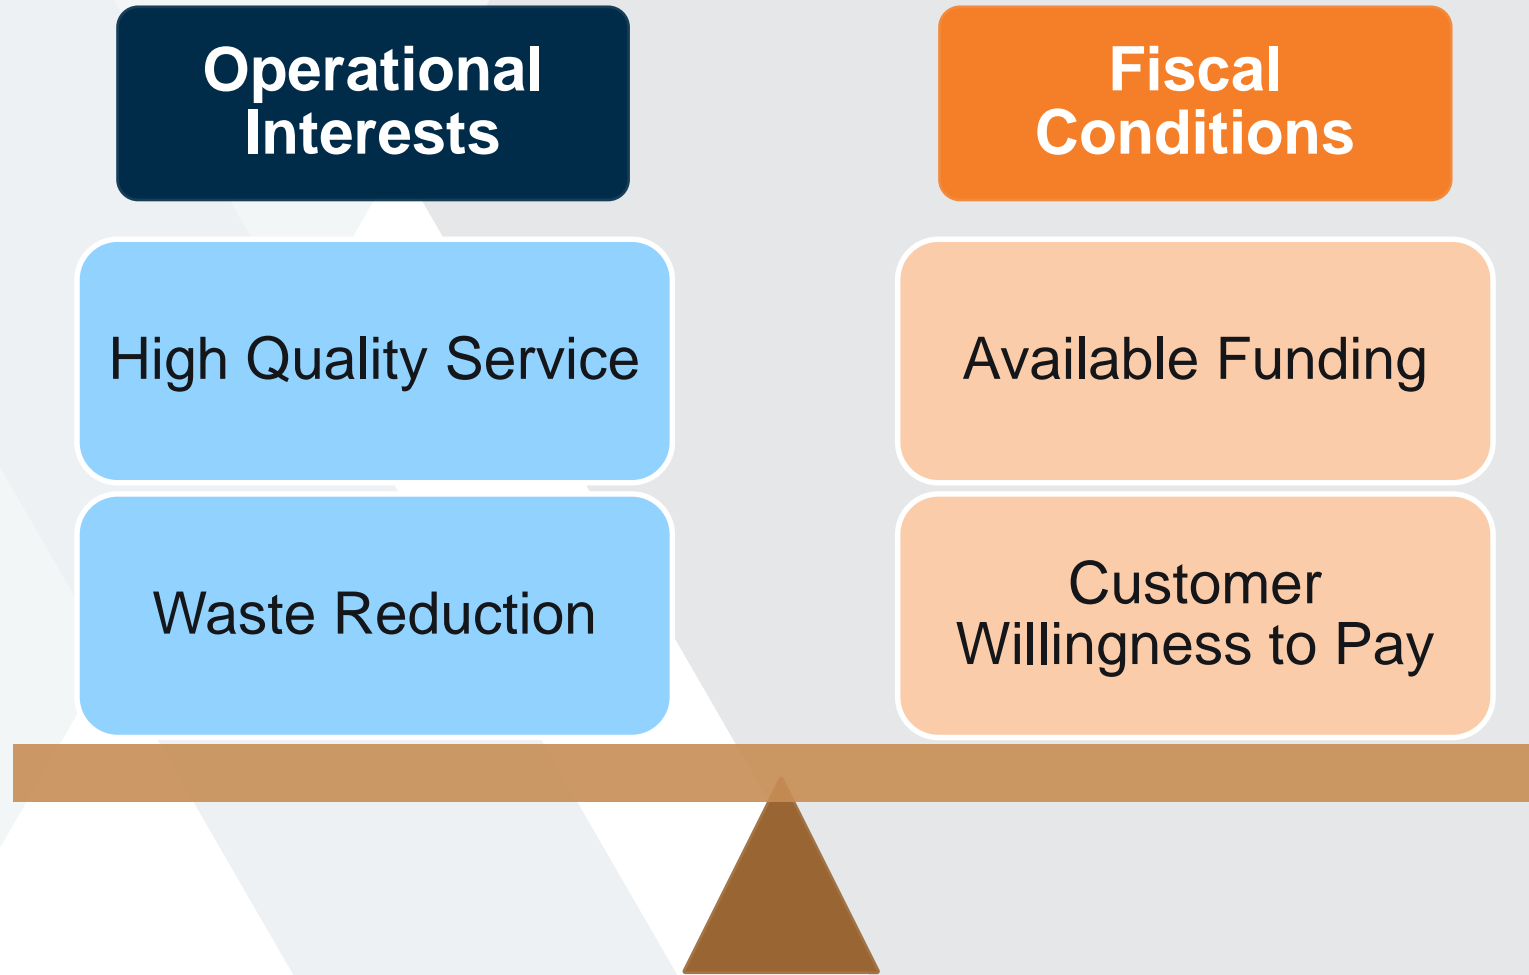 Operational
Interests
High Quality Service
Waste Reduction
Fiscal
Conditions
Available Funding
Customer
Willingness to Pay